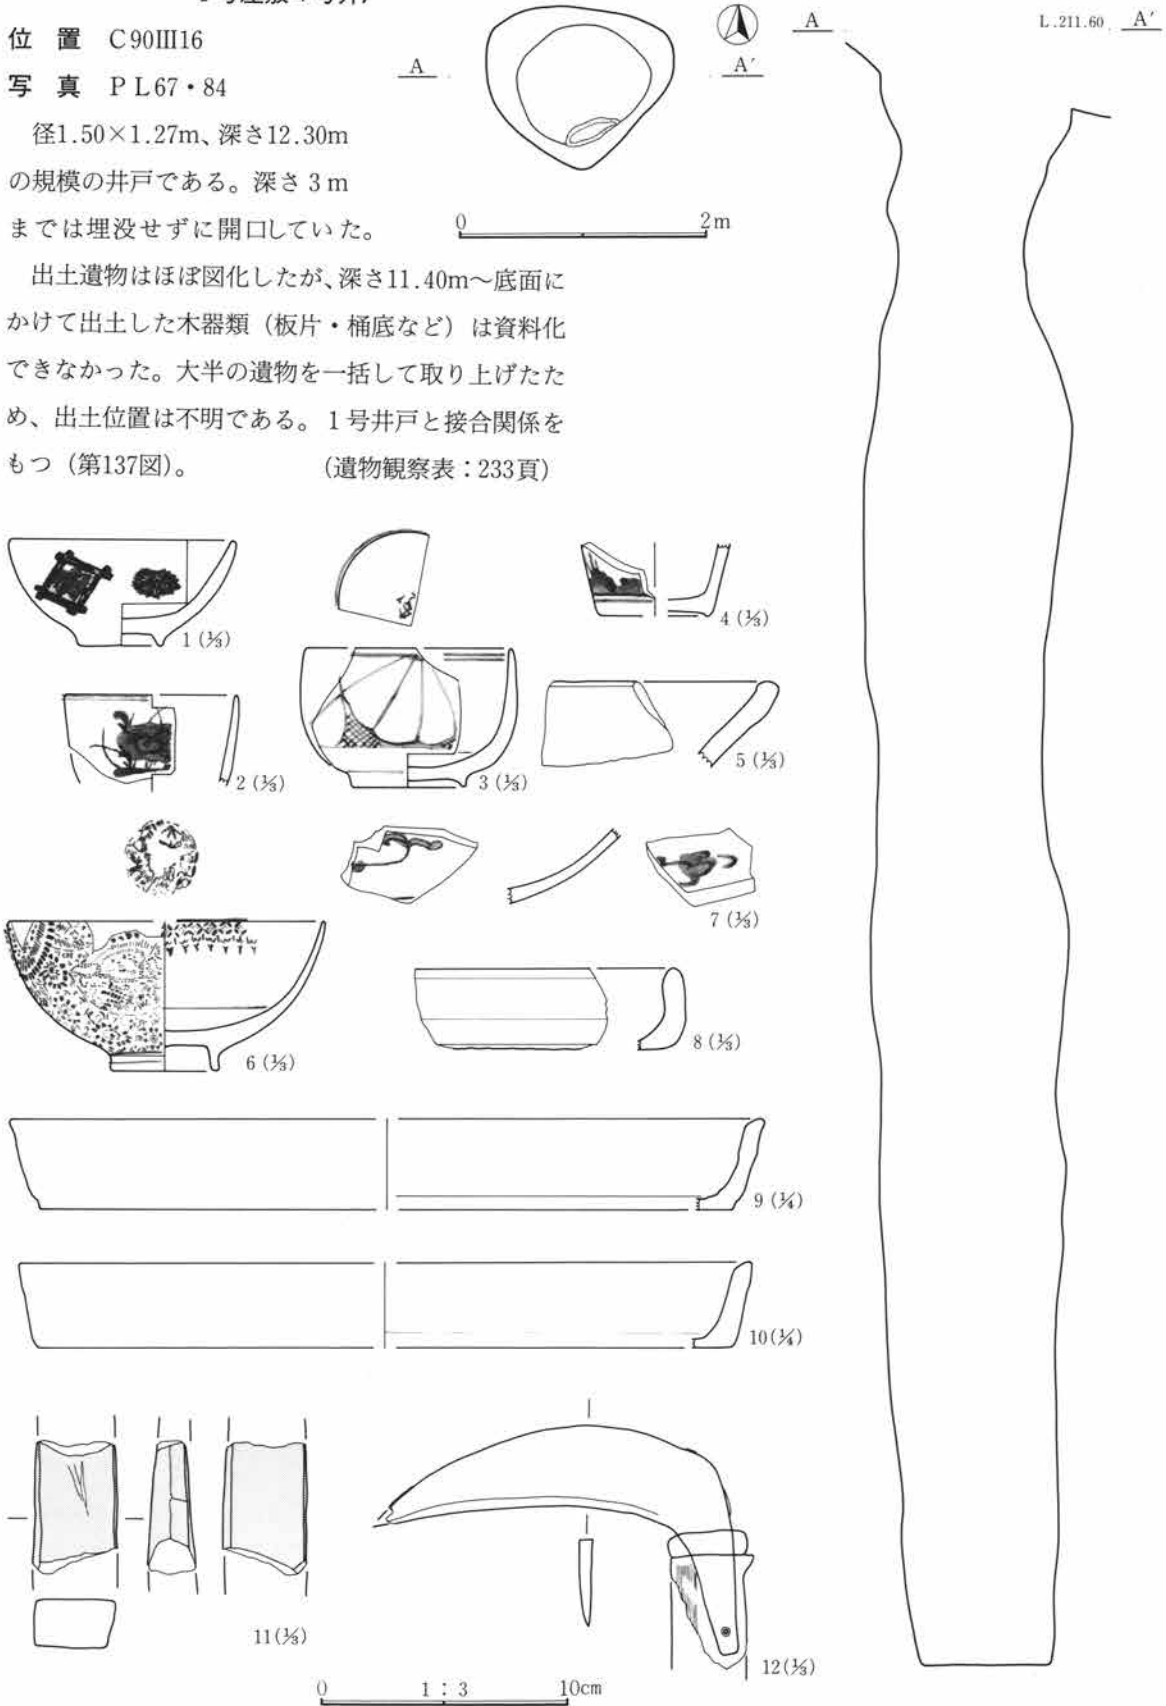 位　置　C90III16
写　真　PL67・84
径1.50×1.27m、深さ12.30m
の規模の井戸である。深さ3m
までは埋没せずに開口していた。
出土遺物はほぼ図化したが、深さ11.40m～底面に
かけて出土した木器類（板片・桶底など）は資料化
できなかった。大半の遺物を一括して取り上げたた
め、出土位置は不明である。1号井戸と接合関係を
もつ（第137図）。　（遺物観察表：233頁）
A　A′
0　2m
A　L.211.60　A′
1(⅓)
4(⅓)
2(⅓)
3(⅓)
5(⅓)
7(⅓)
6(⅓)
8(⅓)
9(¼)
10(¼)
11(⅓)
12(⅓)
0　1：3　10cm